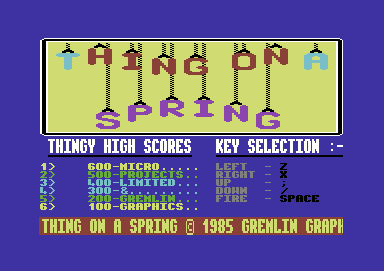 THING ON A
SPRING
THINGY HIGH SCORES
1> 600-MICRO.....
2> 500-PROJECTS..
3> 400-LIMITED...
4> 300-&.........
5> 200-GREMLIN...
6> 100-GRAPHICS..
KEY SELECTION :-
LEFT - Z
RIGHT - X
UP - ;
DOWN - /
FIRE - SPACE
THING ON A SPRING © 1985 GREMLIN GRAPH